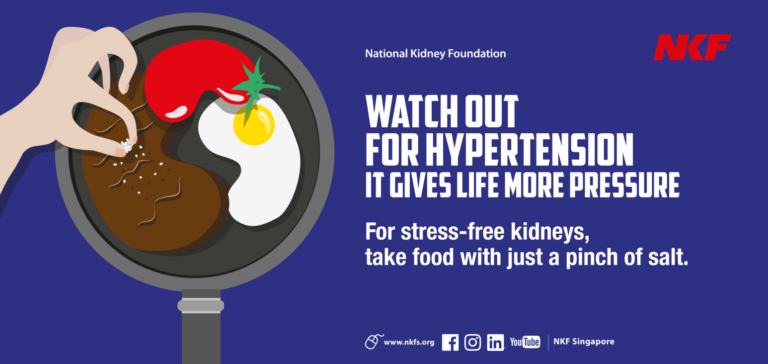 National Kidney Foundation
NKF
WATCH OUT
FOR HYPERTENSION
IT GIVES LIFE MORE PRESSURE
For stress-free kidneys,
take food with just a pinch of salt.
www.nkfs.org f in YouTube NKF Singapore